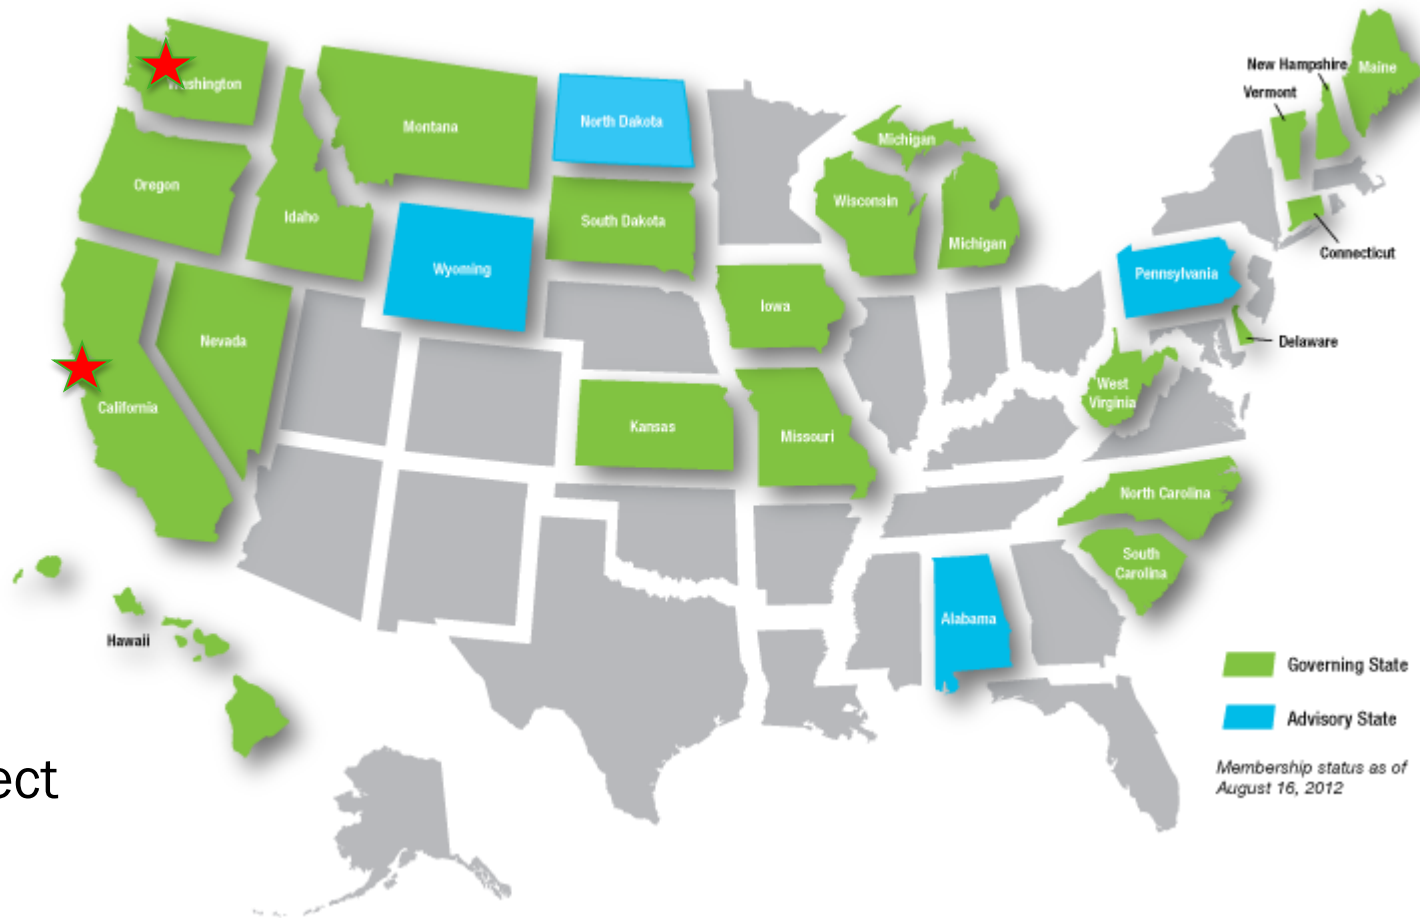 New Hampshire
Maine
Vermont
Washington
Montana
North Dakota
Michigan
Oregon
Idaho
South Dakota
Wisconsin
Michigan
Connecticut
Wyoming
Pennsylvania
Iowa
Nevada
Delaware
California
Kansas
Missouri
West
Virginia
North Carolina
South
Carolina
Alabama
Hawaii
Governing State
Advisory State
Membership status as of
August 16, 2012
ect